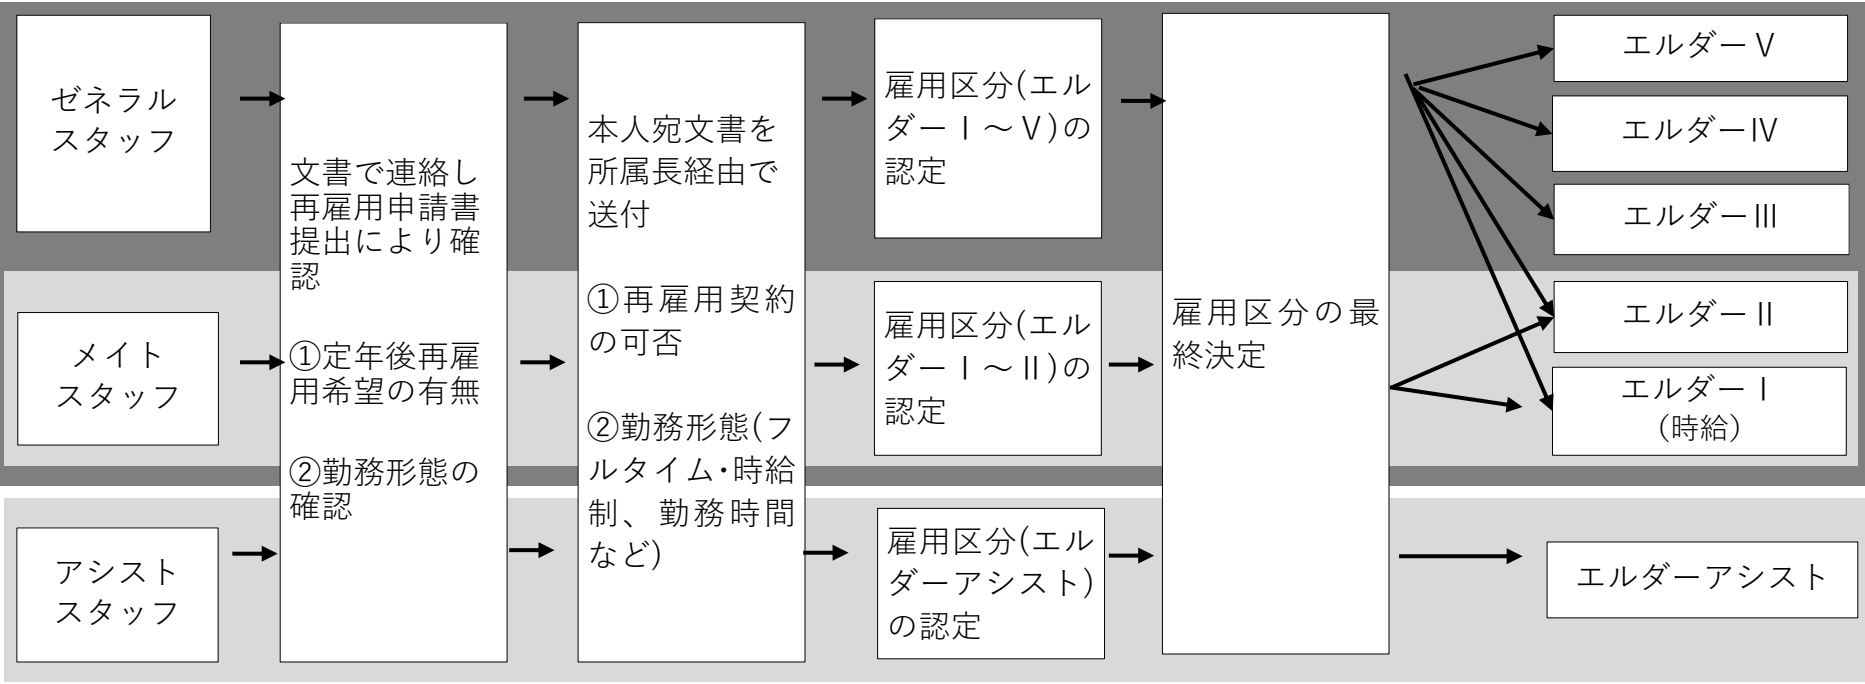 ゼネラル
スタッフ
メイト
スタッフ
アシスト
スタッフ
文書で連絡し
再雇用申請書
提出により確
認
①定年後再雇
用希望の有無
②勤務形態の
確認
本人宛文書を
所属長経由で
送付
①再雇用契約
の可否
②勤務形態(フ
ルタイム・時給
制、勤務時間
など)
雇用区分(エル
ダーⅠ～Ⅴ)の
認定
雇用区分(エル
ダーⅠ～Ⅱ)の
認定
雇用区分(エル
ダーアシスト)
の認定
雇用区分の最
終決定
エルダーⅤ
エルダーⅣ
エルダーⅢ
エルダーⅡ
エルダーⅠ
（時給）
エルダーアシスト